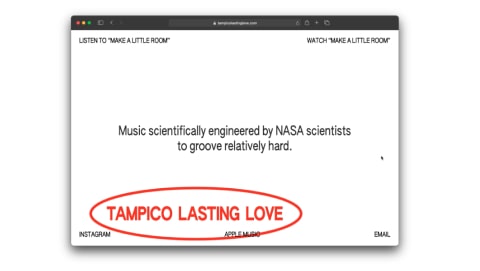 tampicolastinglove.com
LISTEN TO "MAKE A LITTLE ROOM"
WATCH "MAKE A LITTLE ROOM"
Music scientifically engineered by NASA scientists
to groove relatively hard.
TAMPICO LASTING LOVE
INSTAGRAM
APPLE MUSIC
EMAIL